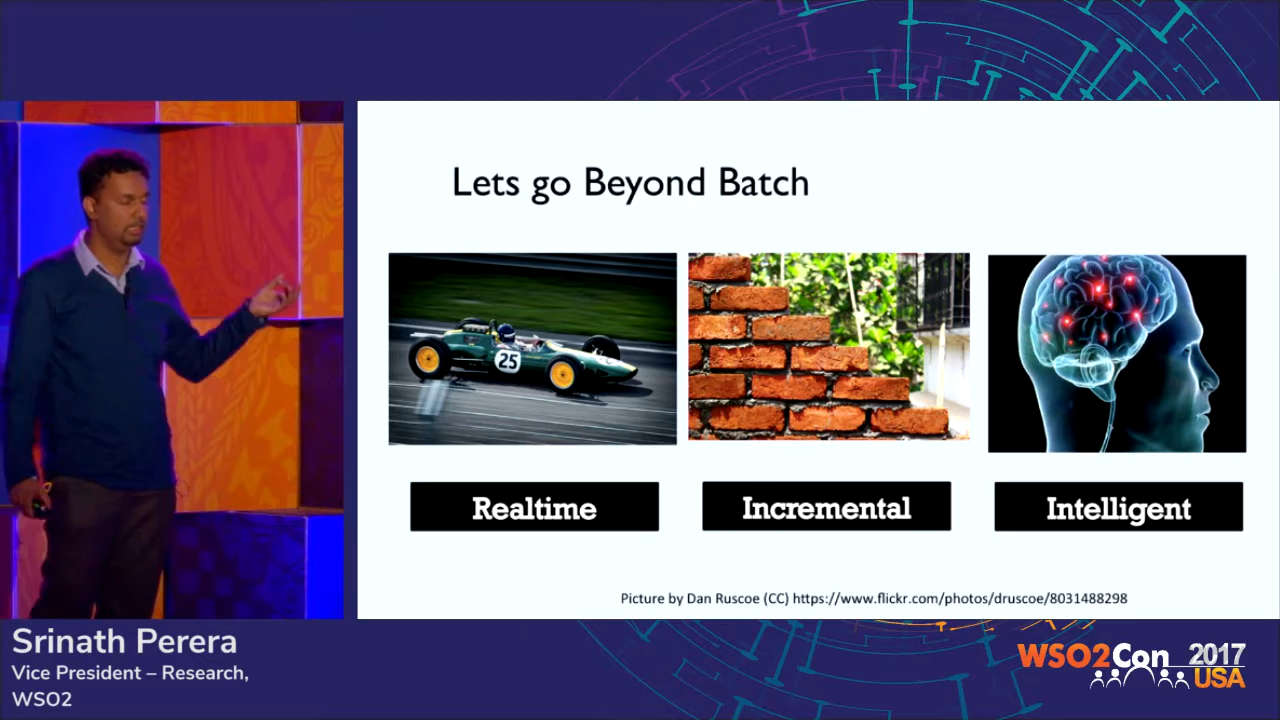 Lets go Beyond Batch
25
Realtime
Incremental
Intelligent
Picture by Dan Ruscoe (CC) https://www.flickr.com/photos/druscoe/8031488298
Srinath Perera
Vice President – Research,
WSO2
WSO2Con 2017
USA